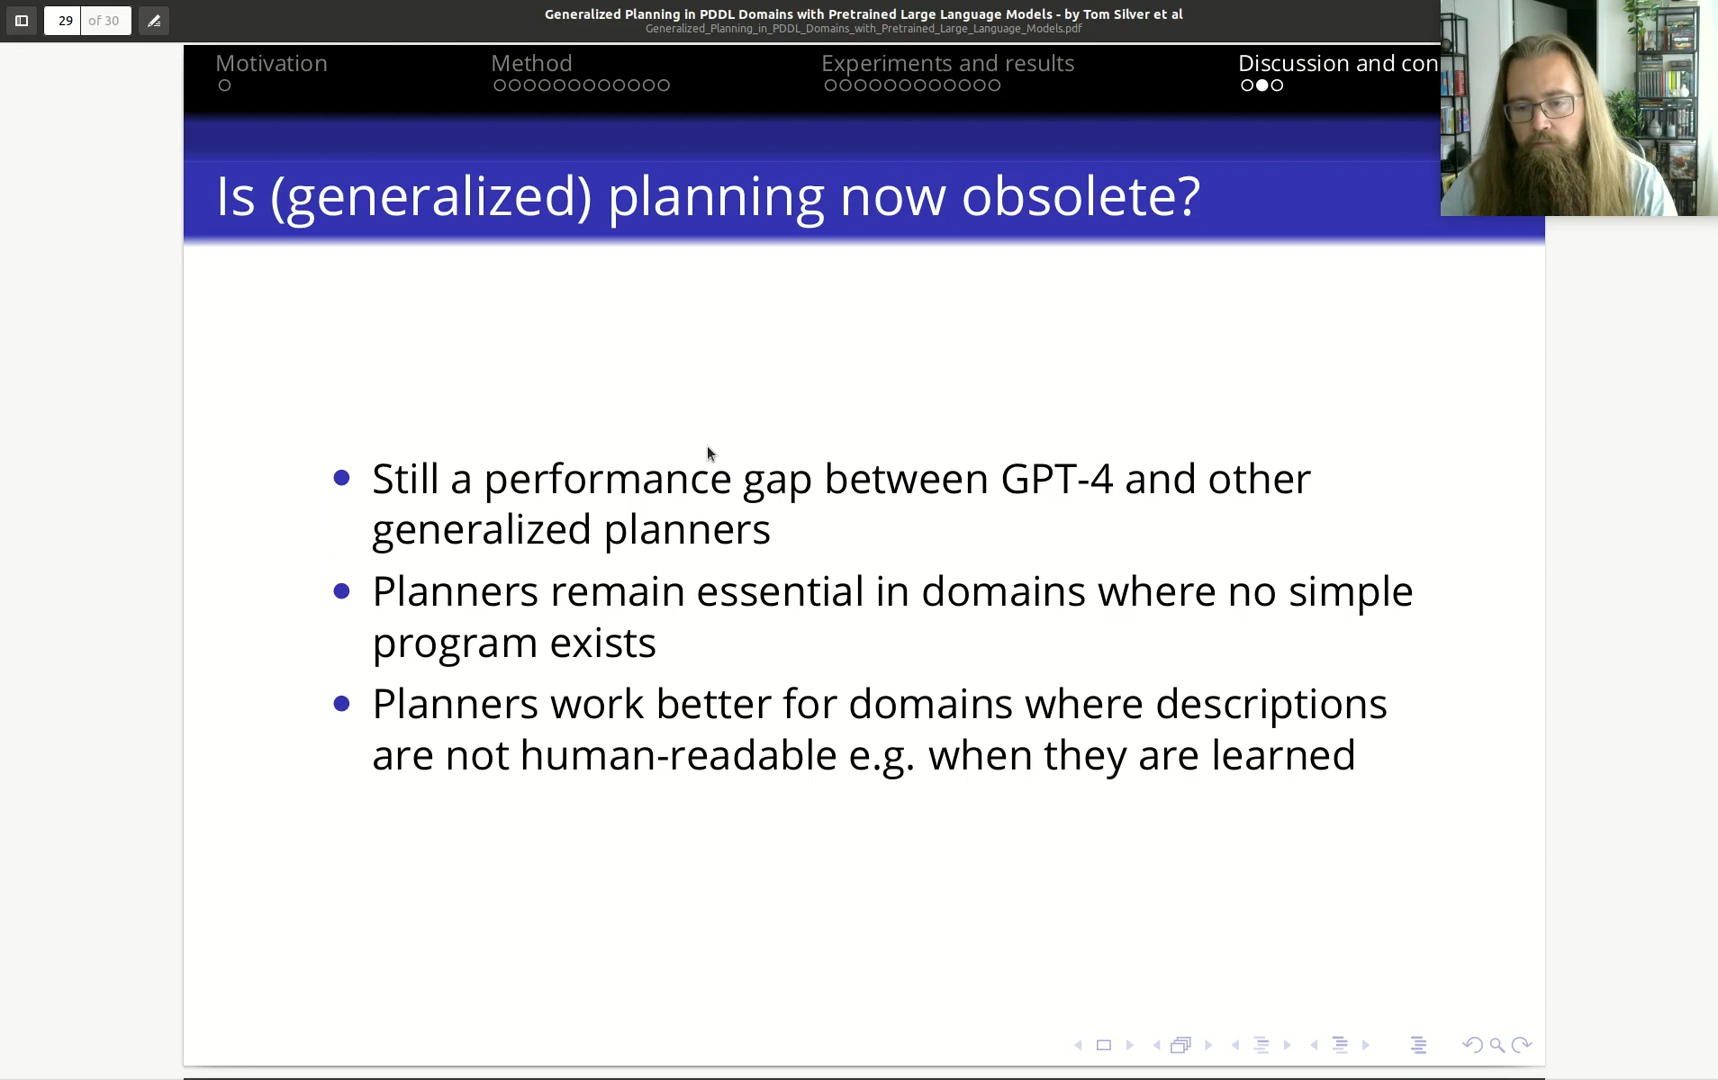 29 of 30
Generalized Planning in PDDL Domains with Pretrained Large Language Models - by Tom Silver et al
Generalized_Planning_in_PDDL_Domains_with_Pretrained_Large_Language_Models.pdf
Motivation Method Experiments and results Discussion and con
Is (generalized) planning now obsolete?
Still a performance gap between GPT-4 and other
generalized planners
Planners remain essential in domains where no simple
program exists
Planners work better for domains where descriptions
are not human-readable e.g. when they are learned